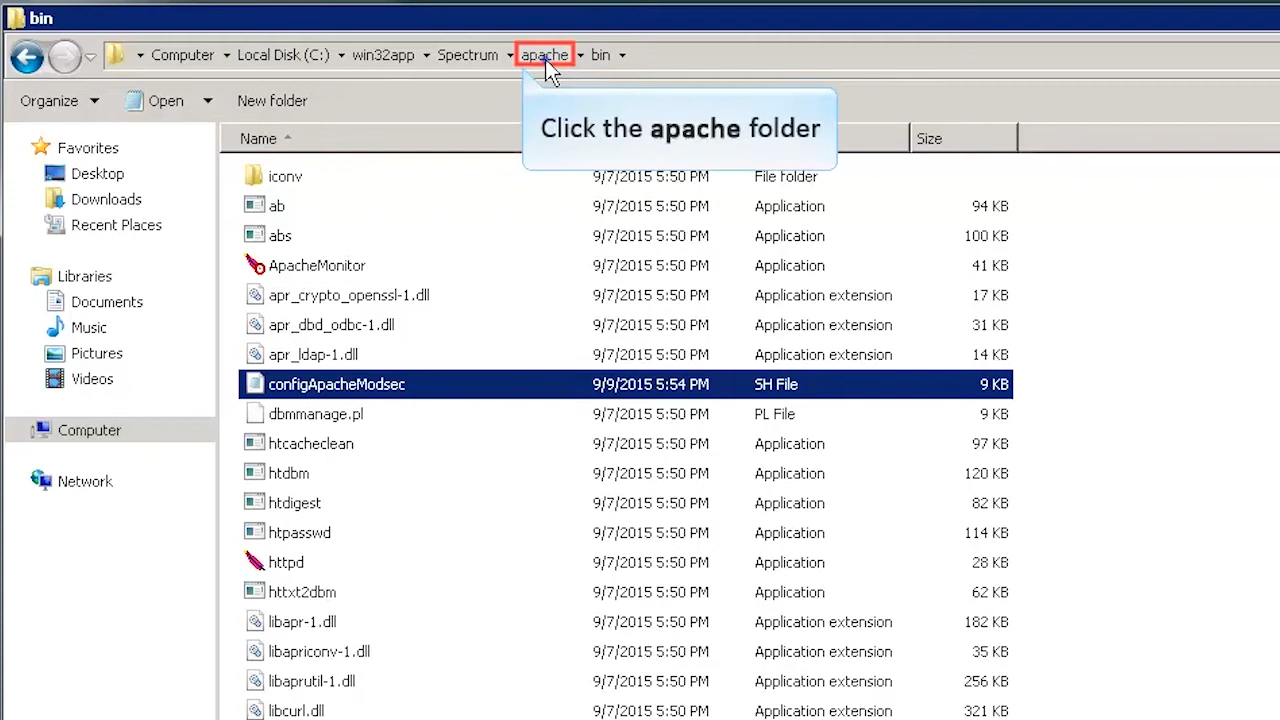 bin
Computer Local Disk (C:) win32app Spectrum apache bin
Organize Open New folder
Click the apache folder
Name Size
Favorites
Desktop
Downloads
Recent Places
Libraries
Documents
Music
Pictures
Videos
Computer
Network
iconv 9/7/2015 5:50 PM File folder
ab 9/7/2015 5:50 PM Application 94 KB
abs 9/7/2015 5:50 PM Application 100 KB
ApacheMonitor 9/7/2015 5:50 PM Application 41 KB
apr_crypto_openssl-1.dll 9/7/2015 5:50 PM Application extension 17 KB
apr_dbd_odbc-1.dll 9/7/2015 5:50 PM Application extension 31 KB
apr_ldap-1.dll 9/7/2015 5:50 PM Application extension 14 KB
configApacheModsec 9/9/2015 5:54 PM SH File 9 KB
dbmmanage.pl 9/7/2015 5:50 PM PL File 9 KB
htcacheclean 9/7/2015 5:50 PM Application 97 KB
htdbm 9/7/2015 5:50 PM Application 120 KB
htdigest 9/7/2015 5:50 PM Application 82 KB
htpasswd 9/7/2015 5:50 PM Application 114 KB
httpd 9/7/2015 5:50 PM Application 28 KB
httxt2dbm 9/7/2015 5:50 PM Application 62 KB
libapr-1.dll 9/7/2015 5:50 PM Application extension 182 KB
libapriconv-1.dll 9/7/2015 5:50 PM Application extension 35 KB
libaprutil-1.dll 9/7/2015 5:50 PM Application extension 256 KB
libcurl.dll 9/7/2015 5:50 PM Application extension 321 KB